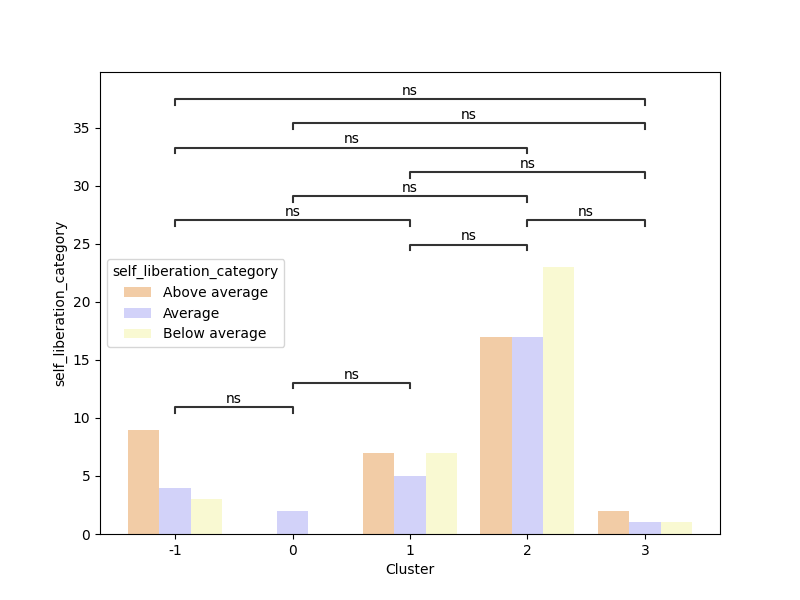 ns
ns
ns
ns
ns
ns
ns
ns
self_liberation_category
Above average
Average
Below average
ns
ns
35
30
25
20
15
10
5
0
self_liberation_category
-1
0
1
2
3
Cluster